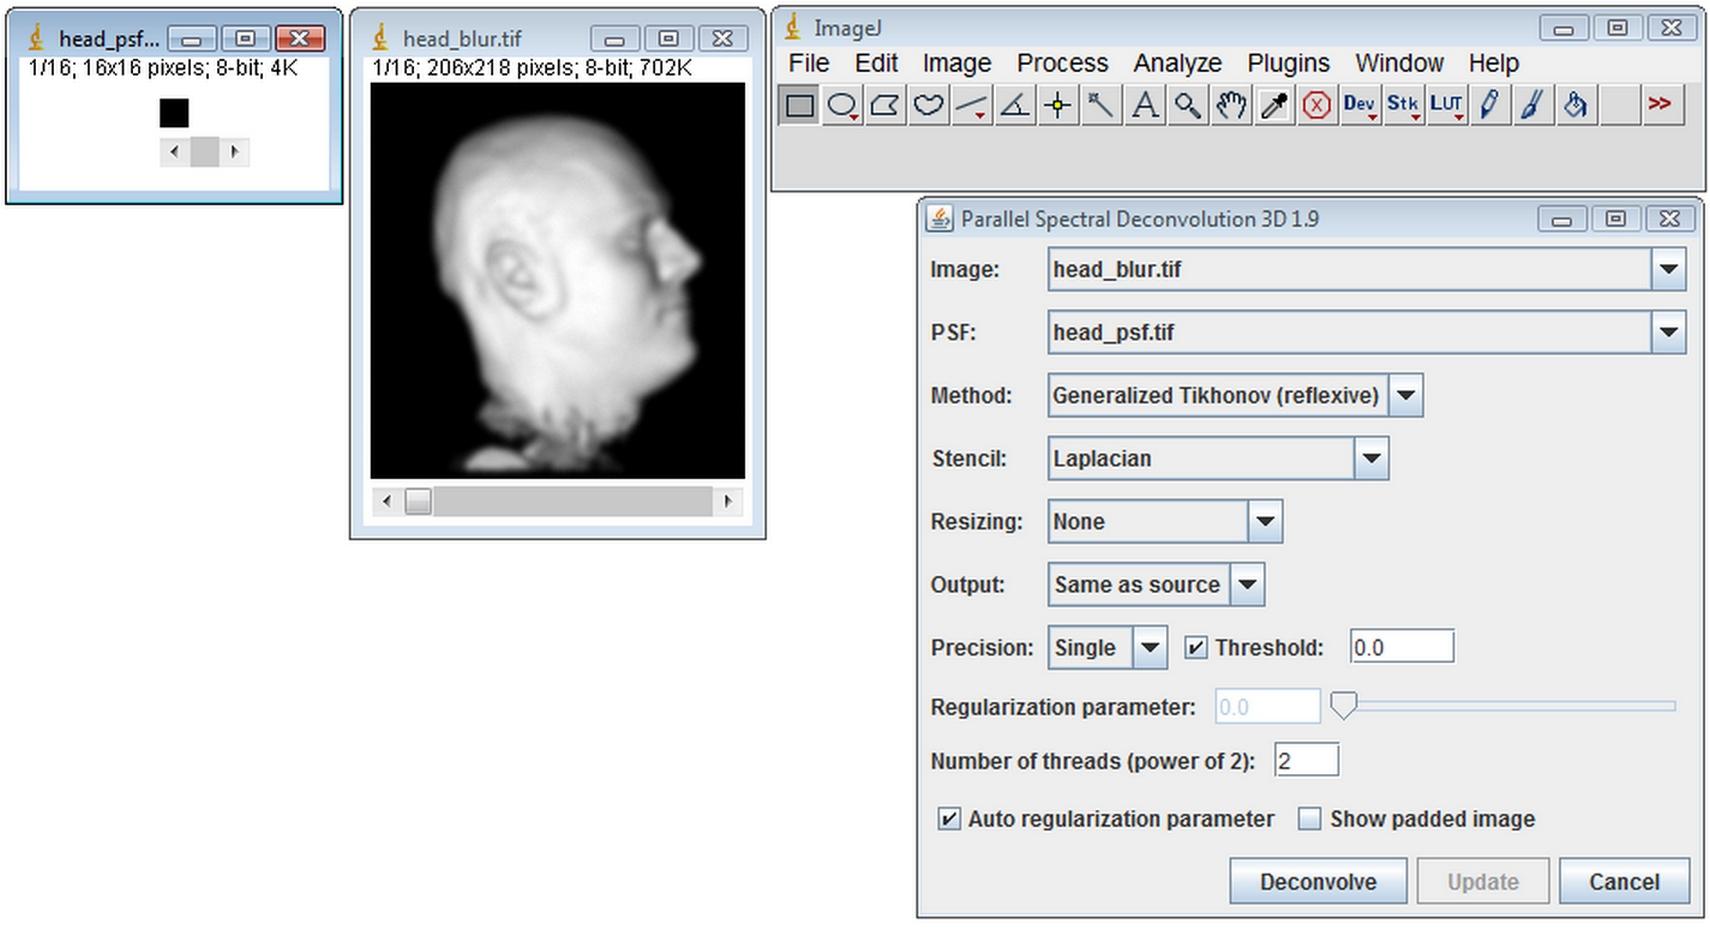 head_psf...
1/16; 16x16 pixels; 8-bit; 4K
head_blur.tif
1/16; 206x218 pixels; 8-bit; 702K
ImageJ
File Edit Image Process Analyze Plugins Window Help
A Dev Stk LUT >>
Parallel Spectral Deconvolution 3D 1.9
Image: head_blur.tif
PSF: head_psf.tif
Method: Generalized Tikhonov (reflexive)
Stencil: Laplacian
Resizing: None
Output: Same as source
Precision: Single Threshold: 0.0
Regularization parameter: 0.0
Number of threads (power of 2): 2
Auto regularization parameter Show padded image
Deconvolve Update Cancel